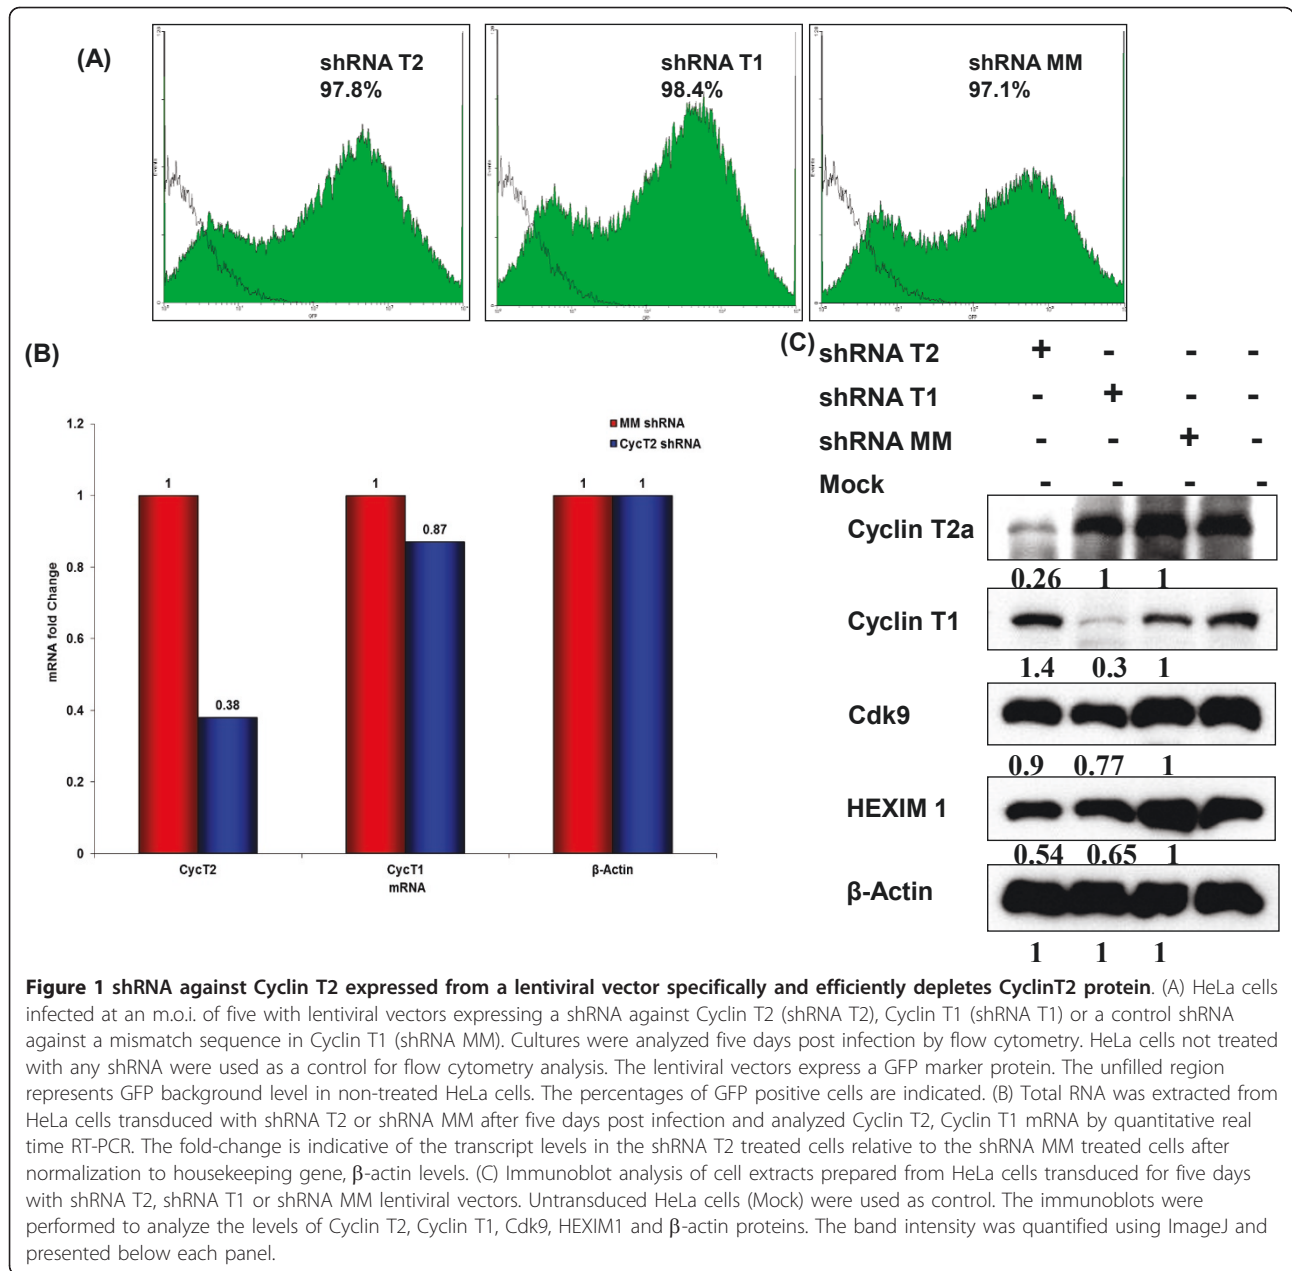 (A)
shRNA T2
97.8%
shRNA T1
98.4%
shRNA MM
97.1%
GFP
GFP
GFP
(B)
MM shRNA
CycT2 shRNA
mRNA fold Change
1.2
1
0.8
0.6
0.4
0.2
0
1
0.38
1
0.87
1
1
CycT2
CycT1
β-Actin
mRNA
(C)
shRNA T2 + - - -
shRNA T1 - + - -
shRNA MM - - + -
Mock - - - -
Cyclin T2a
0.26 1 1
Cyclin T1
1.4 0.3 1
Cdk9
0.9 0.77 1
HEXIM 1
0.54 0.65 1
β-Actin
1 1 1
Figure 1 shRNA against Cyclin T2 expressed from a lentiviral vector specifically and efficiently depletes CyclinT2 protein. (A) HeLa cells
infected at an m.o.i. of five with lentiviral vectors expressing a shRNA against Cyclin T2 (shRNA T2), Cyclin T1 (shRNA T1) or a control shRNA
against a mismatch sequence in Cyclin T1 (shRNA MM). Cultures were analyzed five days post infection by flow cytometry. HeLa cells not treated
with any shRNA were used as a control for flow cytometry analysis. The lentiviral vectors express a GFP marker protein. The unfilled region
represents GFP background level in non-treated HeLa cells. The percentages of GFP positive cells are indicated. (B) Total RNA was extracted from
HeLa cells transduced with shRNA T2 or shRNA MM after five days post infection and analyzed Cyclin T2, Cyclin T1 mRNA by quantitative real
time RT-PCR. The fold-change is indicative of the transcript levels in the shRNA T2 treated cells relative to the shRNA MM treated cells after
normalization to housekeeping gene, β-actin levels. (C) Immunoblot analysis of cell extracts prepared from HeLa cells transduced for five days
with shRNA T2, shRNA T1 or shRNA MM lentiviral vectors. Untransduced HeLa cells (Mock) were used as control. The immunoblots were
performed to analyze the levels of Cyclin T2, Cyclin T1, Cdk9, HEXIM1 and β-actin proteins. The band intensity was quantified using ImageJ and
presented below each panel.